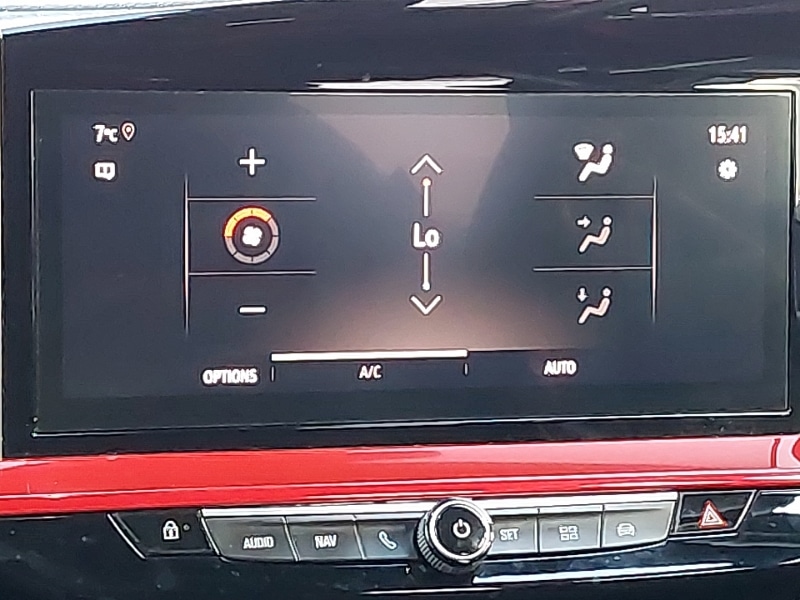 7°C
15:41
Lo
OPTIONS
A/C
AUTO
AUDIO
NAV
SET